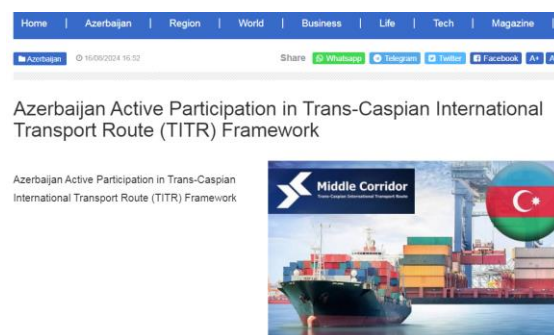 Home | Azerbaijan | Region | World | Business | Life | Tech | Magazine |
Azerbaijan 16/08/2024 16:52 Share Whatsapp Telegram Twitter Facebook A+
Azerbaijan Active Participation in Trans-Caspian International
Transport Route (TITR) Framework
Azerbaijan Active Participation in Trans-Caspian
International Transport Route (TITR) Framework
Middle Corridor
Trans-Caspian International Transport Route